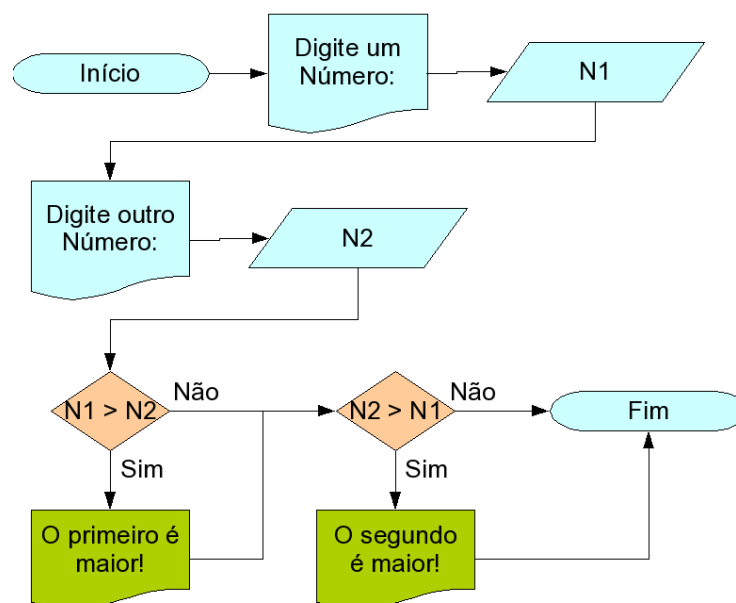 Início
Digite um
Número:
N1
Digite outro
Número:
N2
N1 > N2
Não
Sim
N2 > N1
Não
Sim
Fim
O primeiro é
maior!
O segundo
é maior!